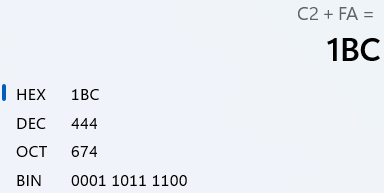 C2 + FA =
1BC
HEX 1BC
DEC 444
OCT 674
BIN 0001 1011 1100